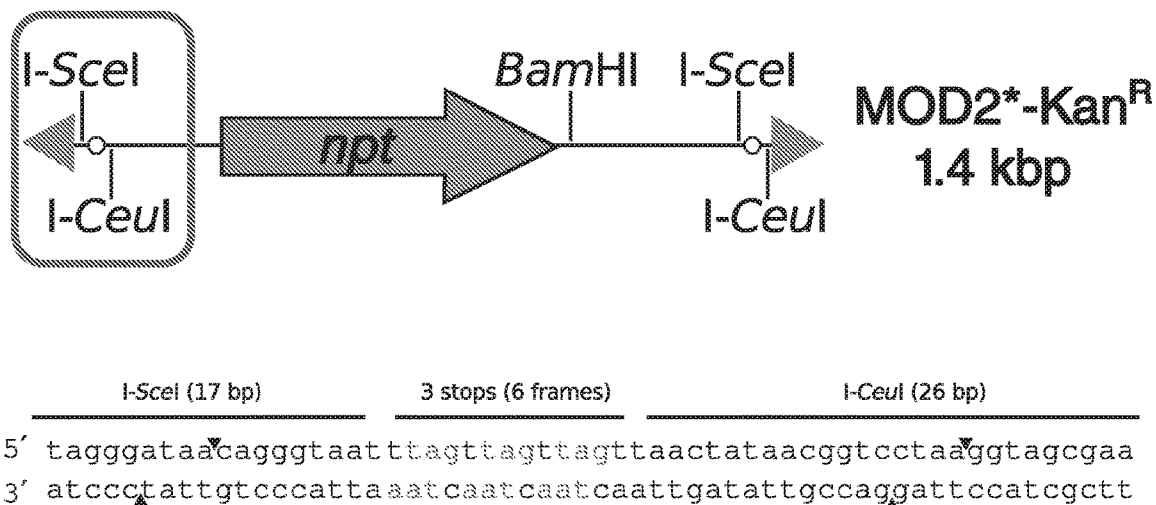 I-SceI
BamHI
I-SceI
npt
I-CeuI
I-CeuI
MOD2*-Kan^R
1.4 kbp
I-SceI (17 bp)
3 stops (6 frames)
I-CeuI (26 bp)
5′ tagggataacagggtaatttagttagttagttaactataacggtcctaaggtagcgaa
3′ atccctattgtcccattaaatcaatcaatcaattgatattgccaggattccatcgctt